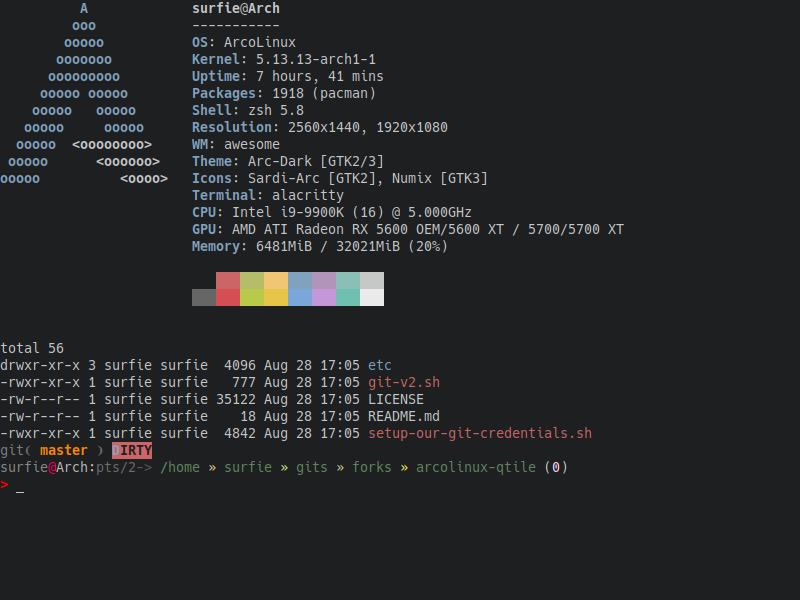 A surfie@Arch
ooo -----------
ooooo OS: ArcoLinux
ooooooo Kernel: 5.13.13-arch1-1
ooooooooo Uptime: 7 hours, 41 mins
ooooo ooooo Packages: 1918 (pacman)
ooooo ooooo Shell: zsh 5.8
ooooo ooooo Resolution: 2560x1440, 1920x1080
ooooo <oooooooo> WM: awesome
ooooo <oooooo> Theme: Arc-Dark [GTK2/3]
ooooo <oooo> Icons: Sardi-Arc [GTK2], Numix [GTK3]
Terminal: alacritty
CPU: Intel i9-9900K (16) @ 5.000GHz
GPU: AMD ATI Radeon RX 5600 OEM/5600 XT / 5700/5700 XT
Memory: 6481MiB / 32021MiB (20%)
total 56
drwxr-xr-x 3 surfie surfie 4096 Aug 28 17:05 etc
-rwxr-xr-x 1 surfie surfie 777 Aug 28 17:05 git-v2.sh
-rw-r--r-- 1 surfie surfie 35122 Aug 28 17:05 LICENSE
-rw-r--r-- 1 surfie surfie 18 Aug 28 17:05 README.md
-rwxr-xr-x 1 surfie surfie 4842 Aug 28 17:05 setup-our-git-credentials.sh
git( master ) DIRTY
surfie@Arch:pts/2-> /home » surfie » gits » forks » arcolinux-qtile (0)
> _